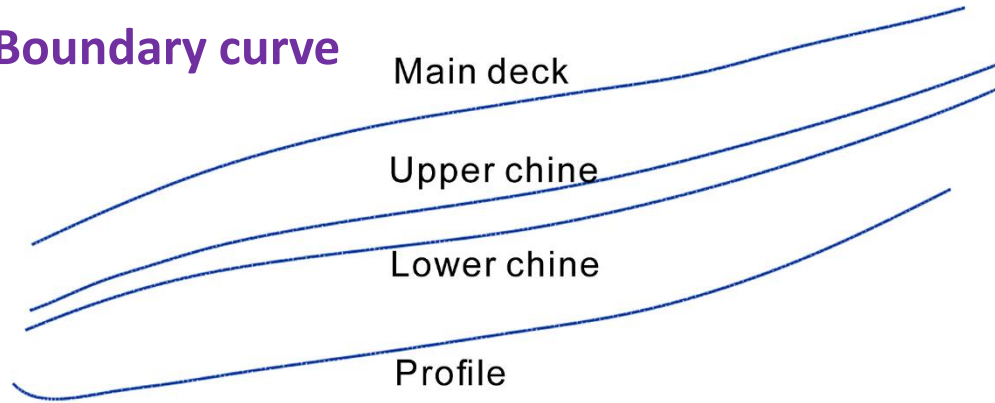 Boundary curve
Main deck
Upper chine
Lower chine
Profile